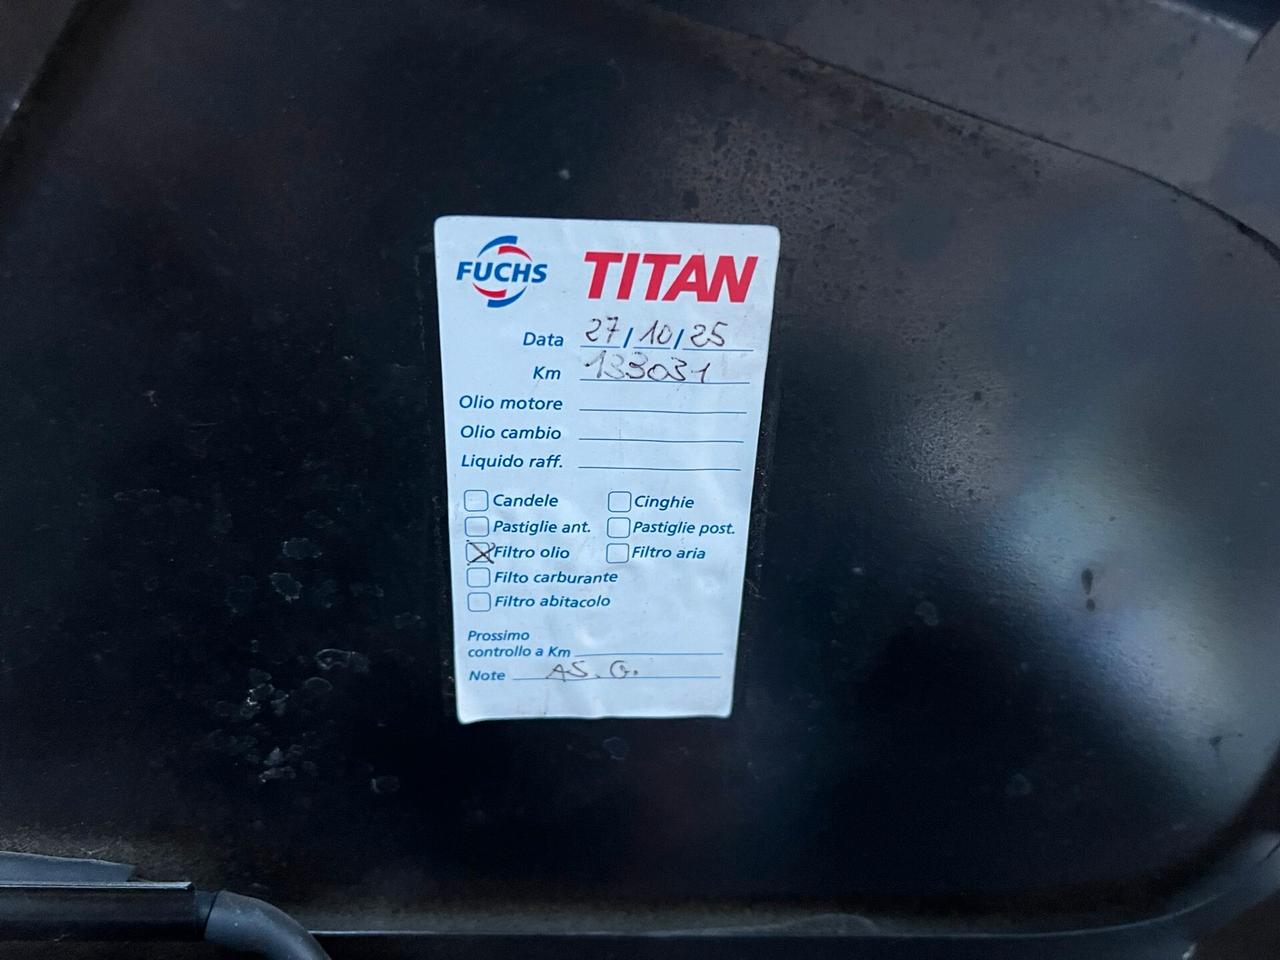 FUCHS TITAN
Data 27/10/25
Km 133031
Olio motore
Olio cambio
Liquido raff.
Candele Cinghie
Pastiglie ant. Pastiglie post.
Filtro olio Filtro aria
Filto carburante
Filtro abitacolo
Prossimo
controllo a Km
Note AS. G.